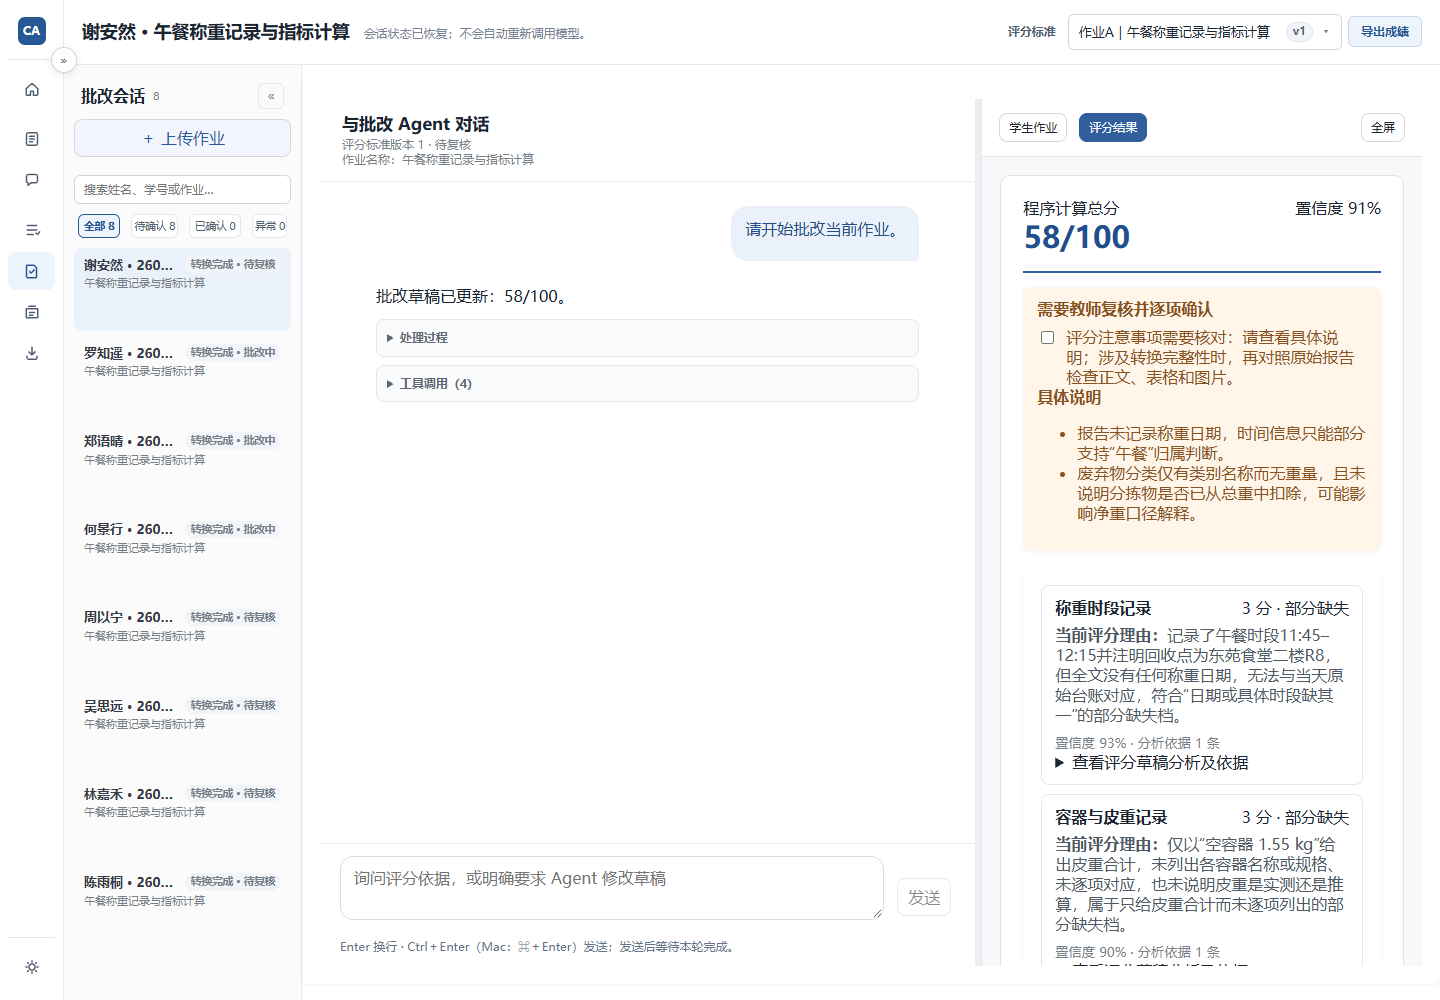 CA
谢安然 • 午餐称重记录与指标计算
会话状态已恢复；不会自动重新调用模型。
评分标准
作业A | 午餐称重记录与指标计算
v1
导出成绩
»
批改会话 8
«
+ 上传作业
搜索姓名、学号或作业...
全部 8
待确认 8
已确认 0
异常 0
谢安然 • 260...
转换完成 • 待复核
午餐称重记录与指标计算
罗知遥 • 260...
转换完成 • 批改中
午餐称重记录与指标计算
郑语晴 • 260...
转换完成 • 批改中
午餐称重记录与指标计算
何景行 • 260...
转换完成 • 批改中
午餐称重记录与指标计算
周以宁 • 260...
转换完成 • 待复核
午餐称重记录与指标计算
吴思远 • 260...
转换完成 • 待复核
午餐称重记录与指标计算
林嘉禾 • 260...
转换完成 • 待复核
午餐称重记录与指标计算
陈雨桐 • 260...
转换完成 • 待复核
午餐称重记录与指标计算
与批改 Agent 对话
评分标准版本 1 · 待复核
作业名称：午餐称重记录与指标计算
请开始批改当前作业。
批改草稿已更新：58/100。
处理过程
工具调用（4）
询问评分依据，或明确要求 Agent 修改草稿
发送
Enter 换行 · Ctrl + Enter（Mac：⌘ + Enter）发送；发送后等待本轮完成。
学生作业
评分结果
全屏
程序计算总分
置信度 91%
58/100
需要教师复核并逐项确认
评分注意事项需要核对：请查看具体说
明；涉及转换完整性时，再对照原始报告
检查正文、表格和图片。
具体说明
• 报告未记录称重日期，时间信息只能部分
支持“午餐”归属判断。
• 废弃物分类仅有类别名称而无重量，且未
说明分拣物是否已从总重中扣除，可能影
响净重口径解释。
称重时段记录
3 分 · 部分缺失
当前评分理由：记录了午餐时段11:45–
12:15并注明回收点为东苑食堂二楼R8，
但全文没有任何称重日期，无法与当天原
始台账对应，符合“日期或具体时段缺其
一”的部分缺失档。
置信度 93% · 分析依据 1 条
查看评分草稿分析及依据
容器与皮重记录
3 分 · 部分缺失
当前评分理由：仅以“空容器 1.55 kg”给
出皮重合计，未列出各容器名称或规格、
未逐项对应，也未说明皮重是实测还是推
算，属于只给皮重合计而未逐项列出的部
分缺失档。
置信度 90% · 分析依据 1 条